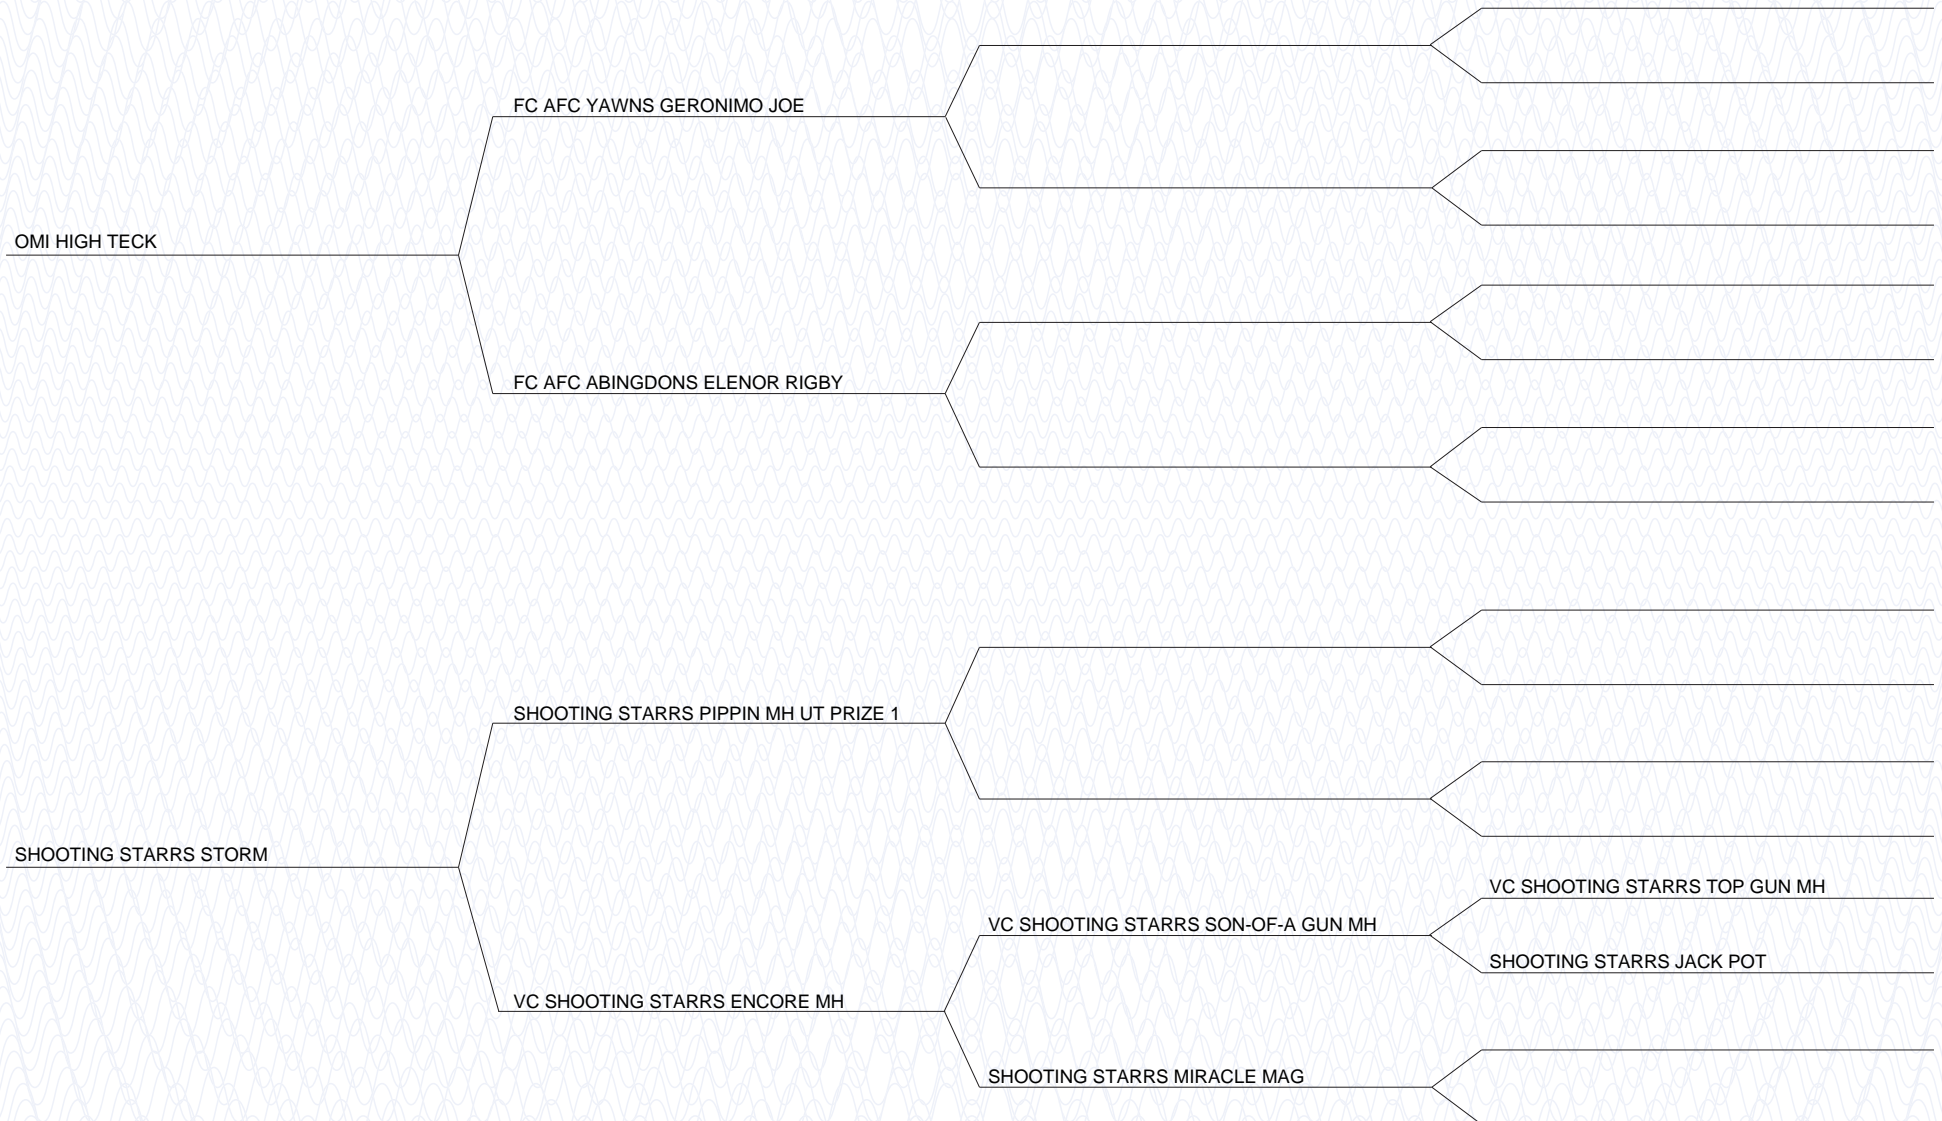 FC AFC YAWNS GERONIMO JOE
OMI HIGH TECK
FC AFC ABINGDONS ELENOR RIGBY
SHOOTING STARRS PIPPIN MH UT PRIZE 1
SHOOTING STARRS STORM
VC SHOOTING STARRS TOP GUN MH
VC SHOOTING STARRS SON-OF-A GUN MH
SHOOTING STARRS JACK POT
VC SHOOTING STARRS ENCORE MH
SHOOTING STARRS MIRACLE MAG